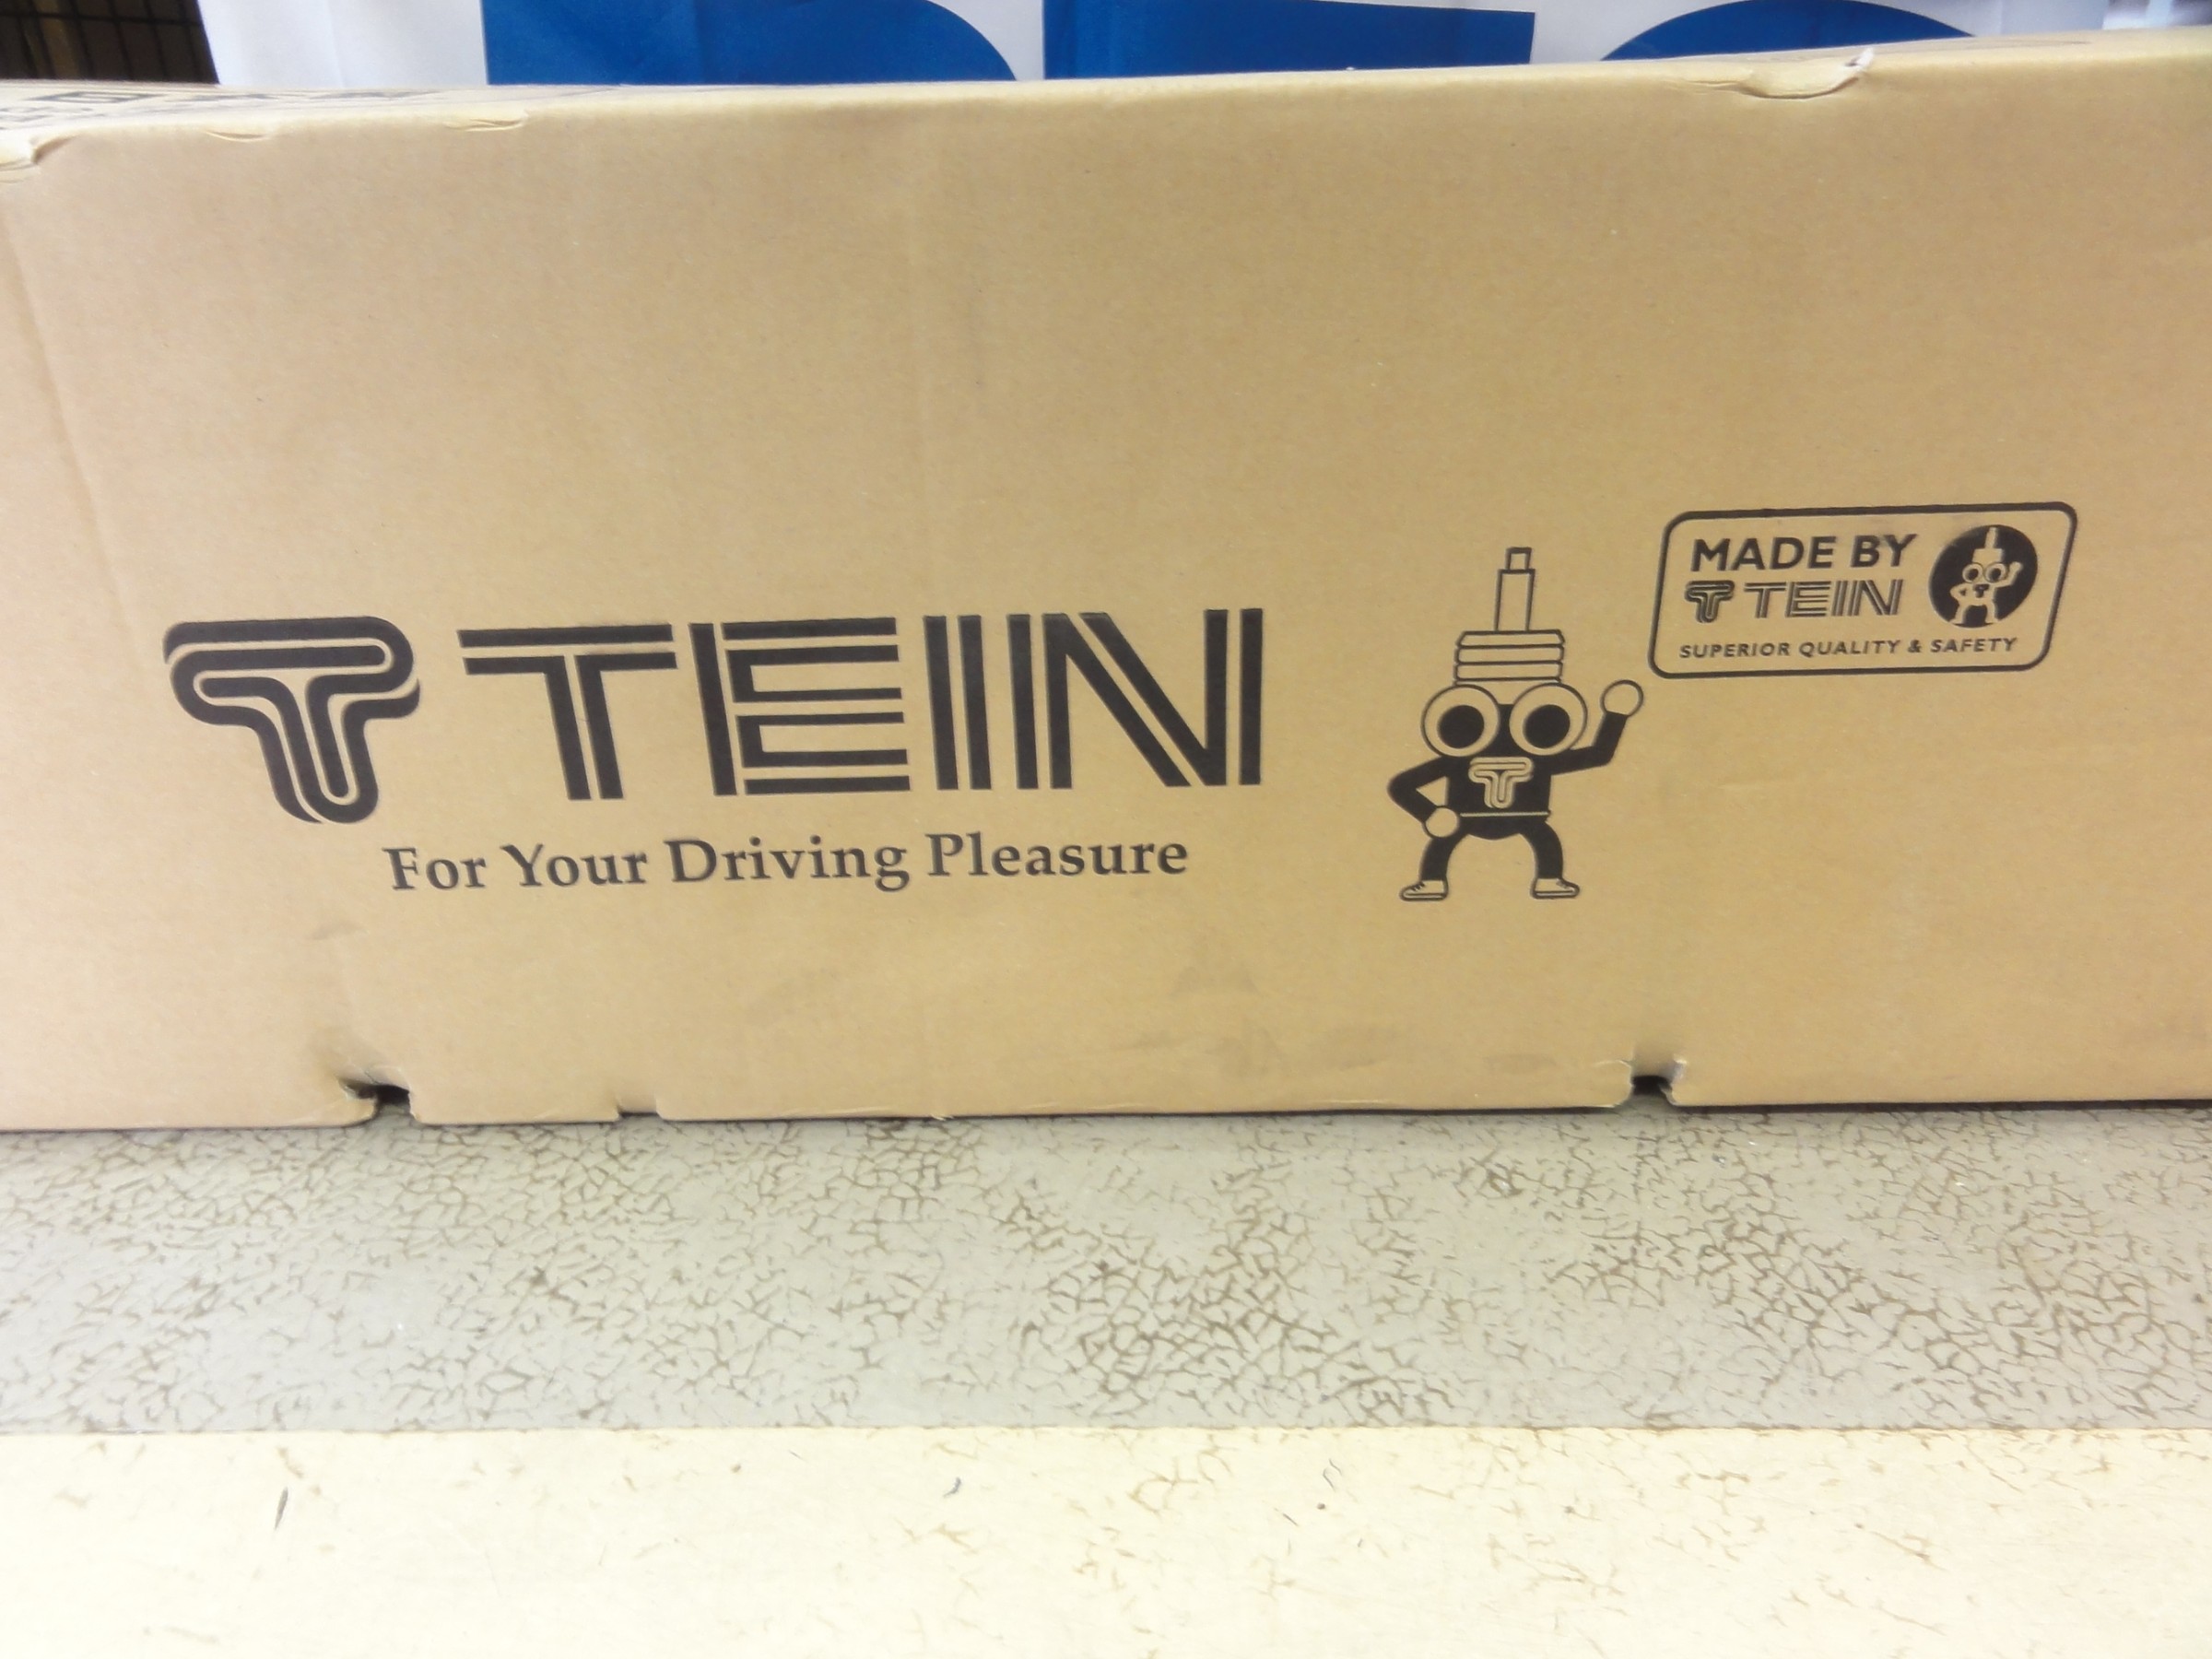 TEIN
For Your Driving Pleasure
MADE BY
TEIN
SUPERIOR QUALITY & SAFETY